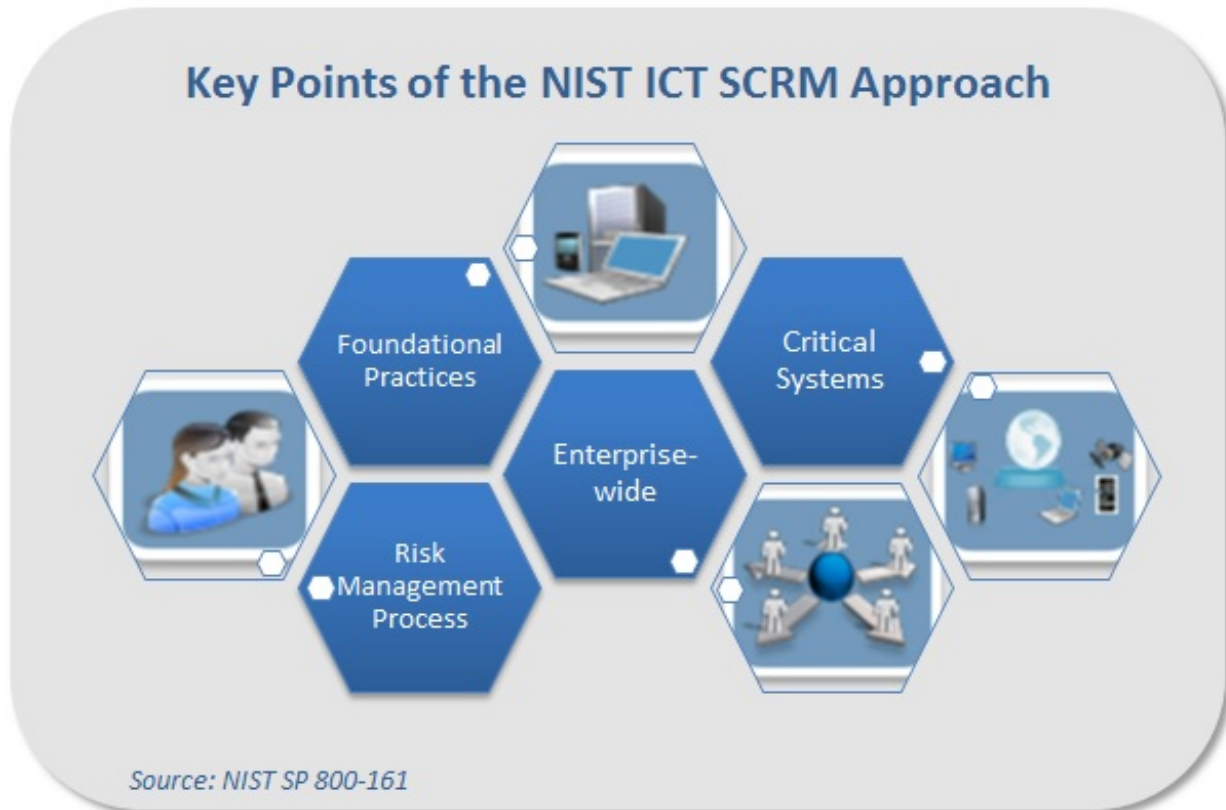 Key Points of the NIST ICT SCRM Approach
Foundational
Practices
Critical
Systems
Enterprise-
wide
Risk
Management
Process
Source: NIST SP 800-161